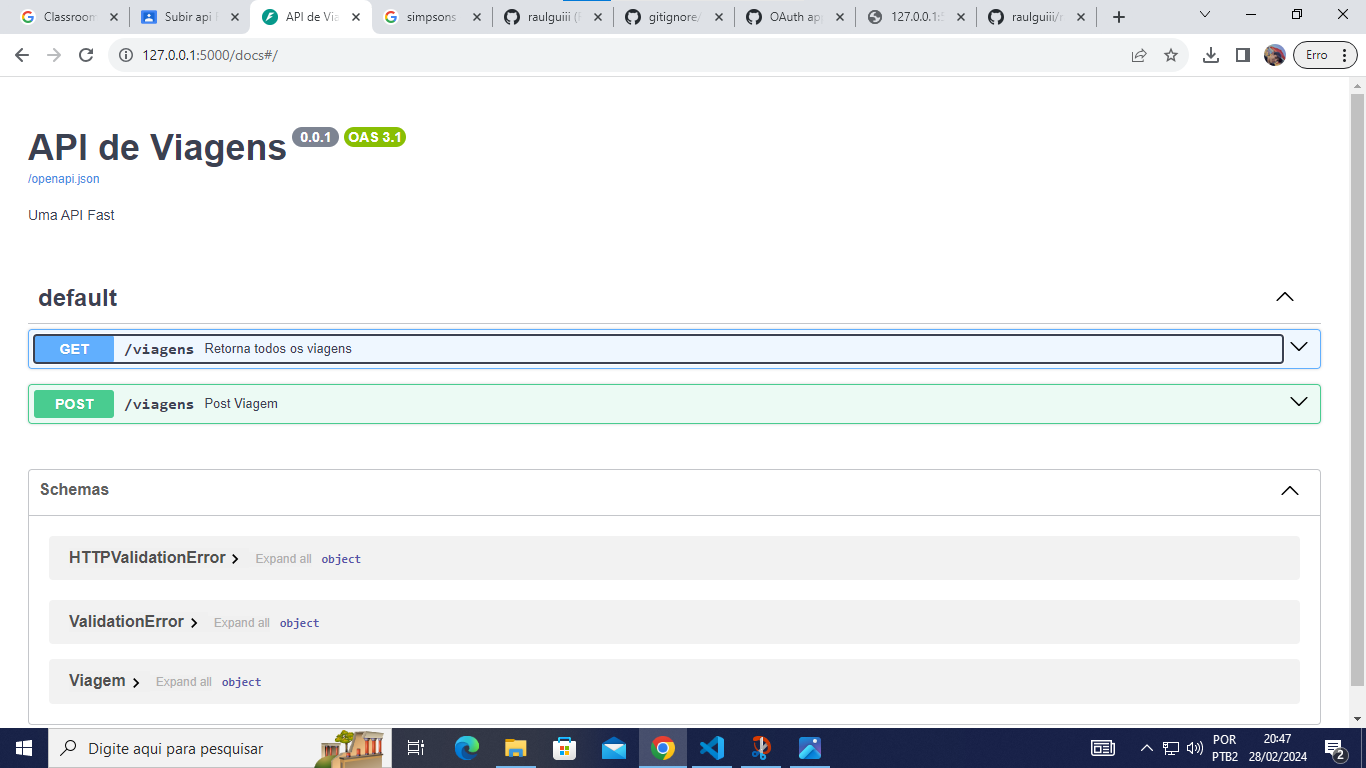 Classroom
Subir api
API de Via
simpsons
raulguiii (
gitignore/
OAuth app
127.0.0.1:5
raulguiii/r
127.0.0.1:5000/docs#/
Erro
API de Viagens 0.0.1 OAS 3.1
/openapi.json
Uma API Fast
default
GET /viagens Retorna todos os viagens
POST /viagens Post Viagem
Schemas
HTTPValidationError Expand all object
ValidationError Expand all object
Viagem Expand all object
Digite aqui para pesquisar
POR
PTB2
20:47
28/02/2024
2